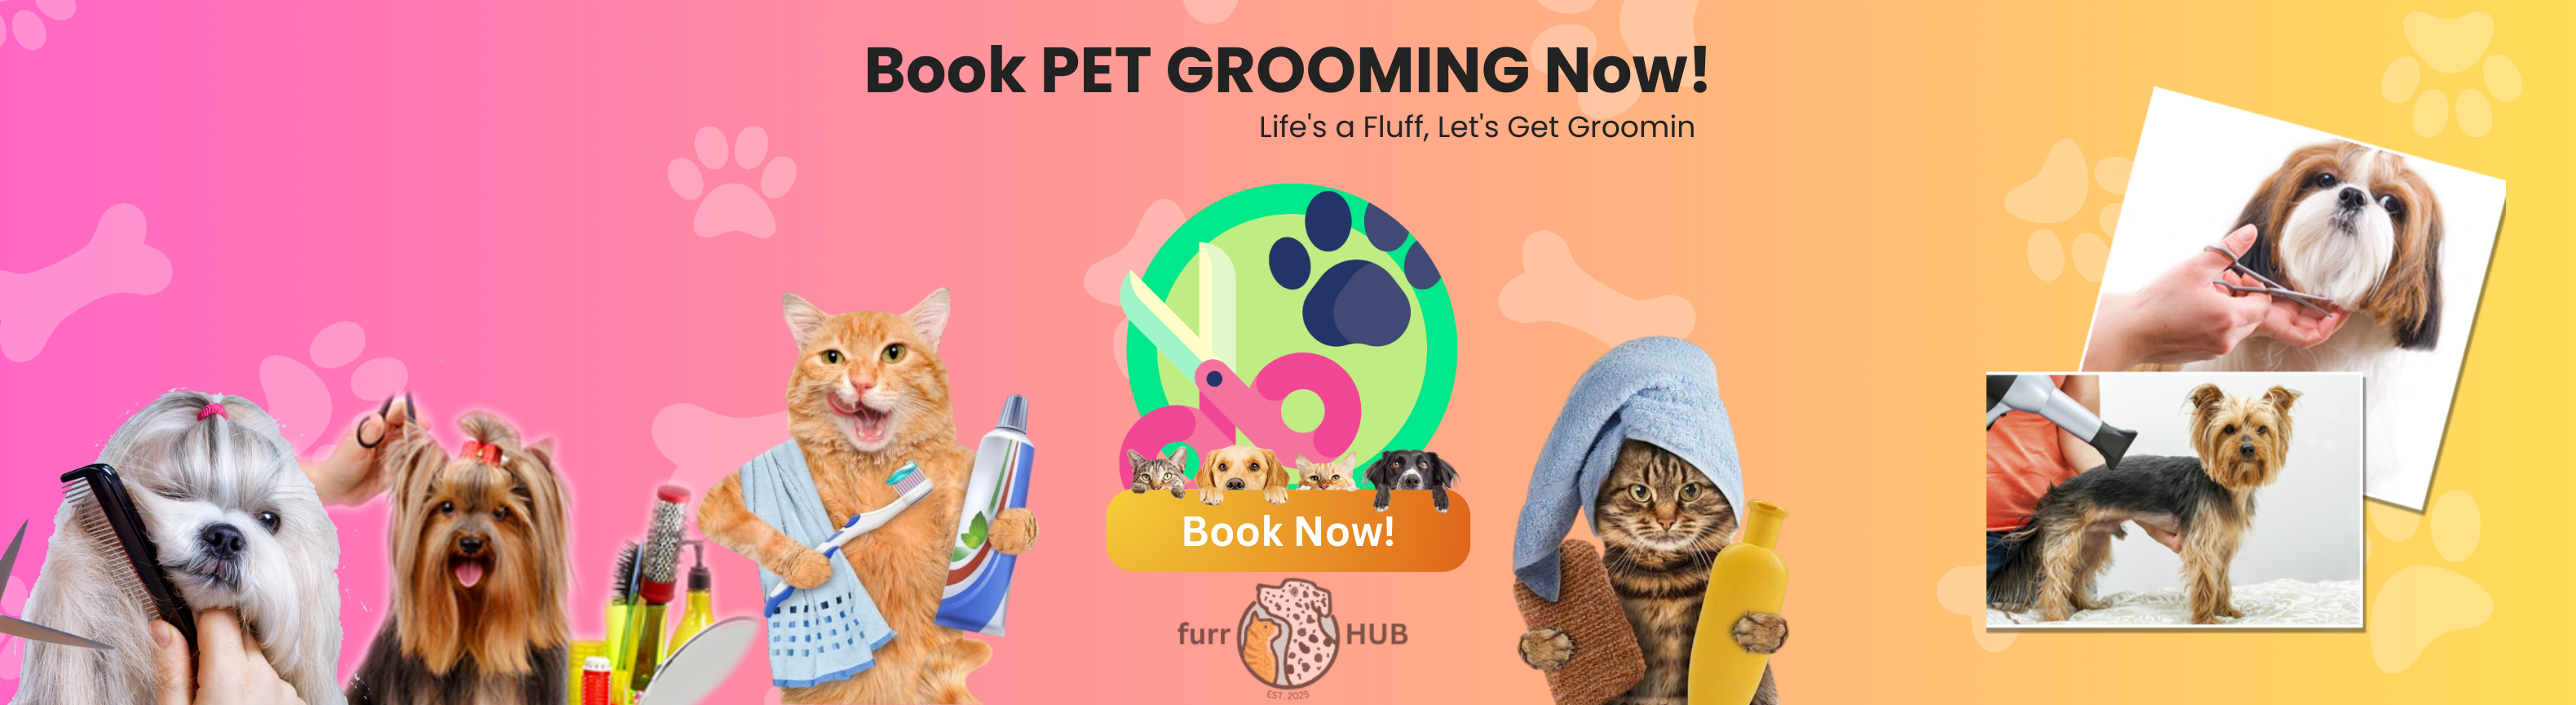 Book PET GROOMING Now!
Life's a Fluff, Let's Get Groomin
Book Now!
furr HUB
EST. 2025